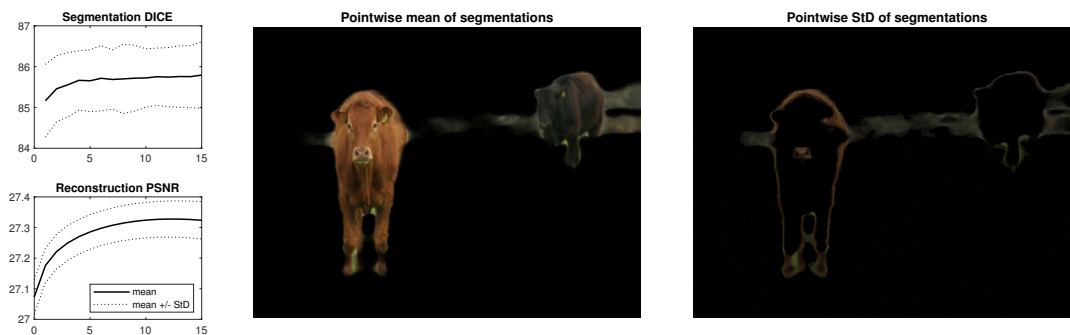 Segmentation DICE
87
86
85
84
0
5
10
15
Reconstruction PSNR
27.4
27.3
27.2
27.1
27
mean
mean +/- StD
0
5
10
15
Pointwise mean of segmentations
Pointwise StD of segmentations